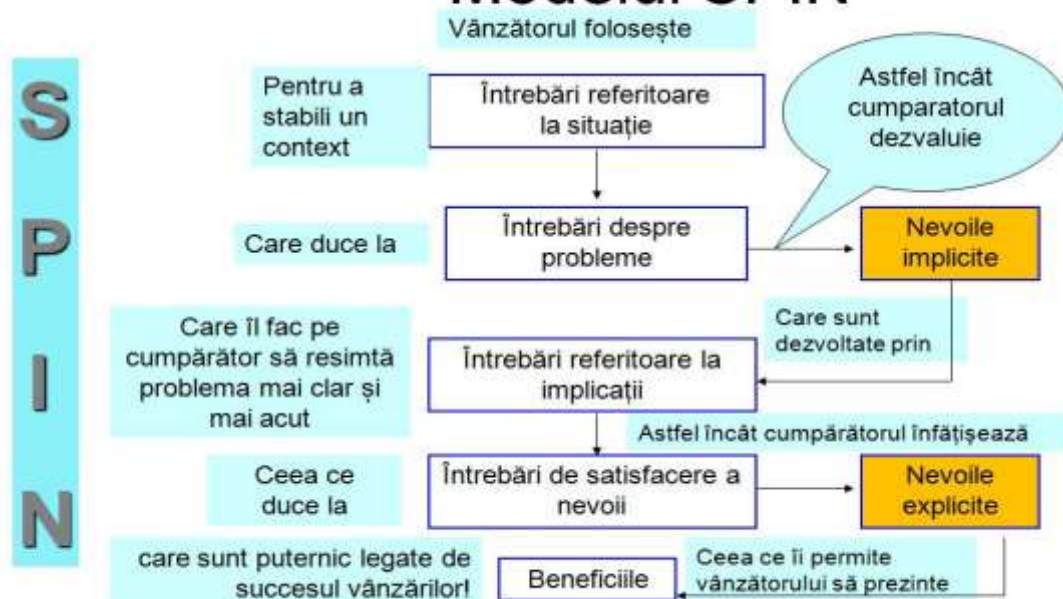 Modelul SPIN
Vânzătorul folosește
S
P
I
N
Pentru a
stabili un
context
Întrebări referitoare
la situație
Astfel încât
cumparatorul
dezvaluie
Care duce la
Întrebări despre
probleme
Nevoile
implicite
Care sunt
dezvoltate prin
Care îl fac pe
cumpărător să resimtă
problema mai clar și
mai acut
Întrebări referitoare la
implicații
Astfel încât cumpărătorul înfățișează
Ceea ce
duce la
Întrebări de satisfacere a
nevoii
Nevoile
explicite
care sunt puternic legate de
succesul vânzărilor!
Beneficiile
Ceea ce îi permite
vânzătorului să prezinte